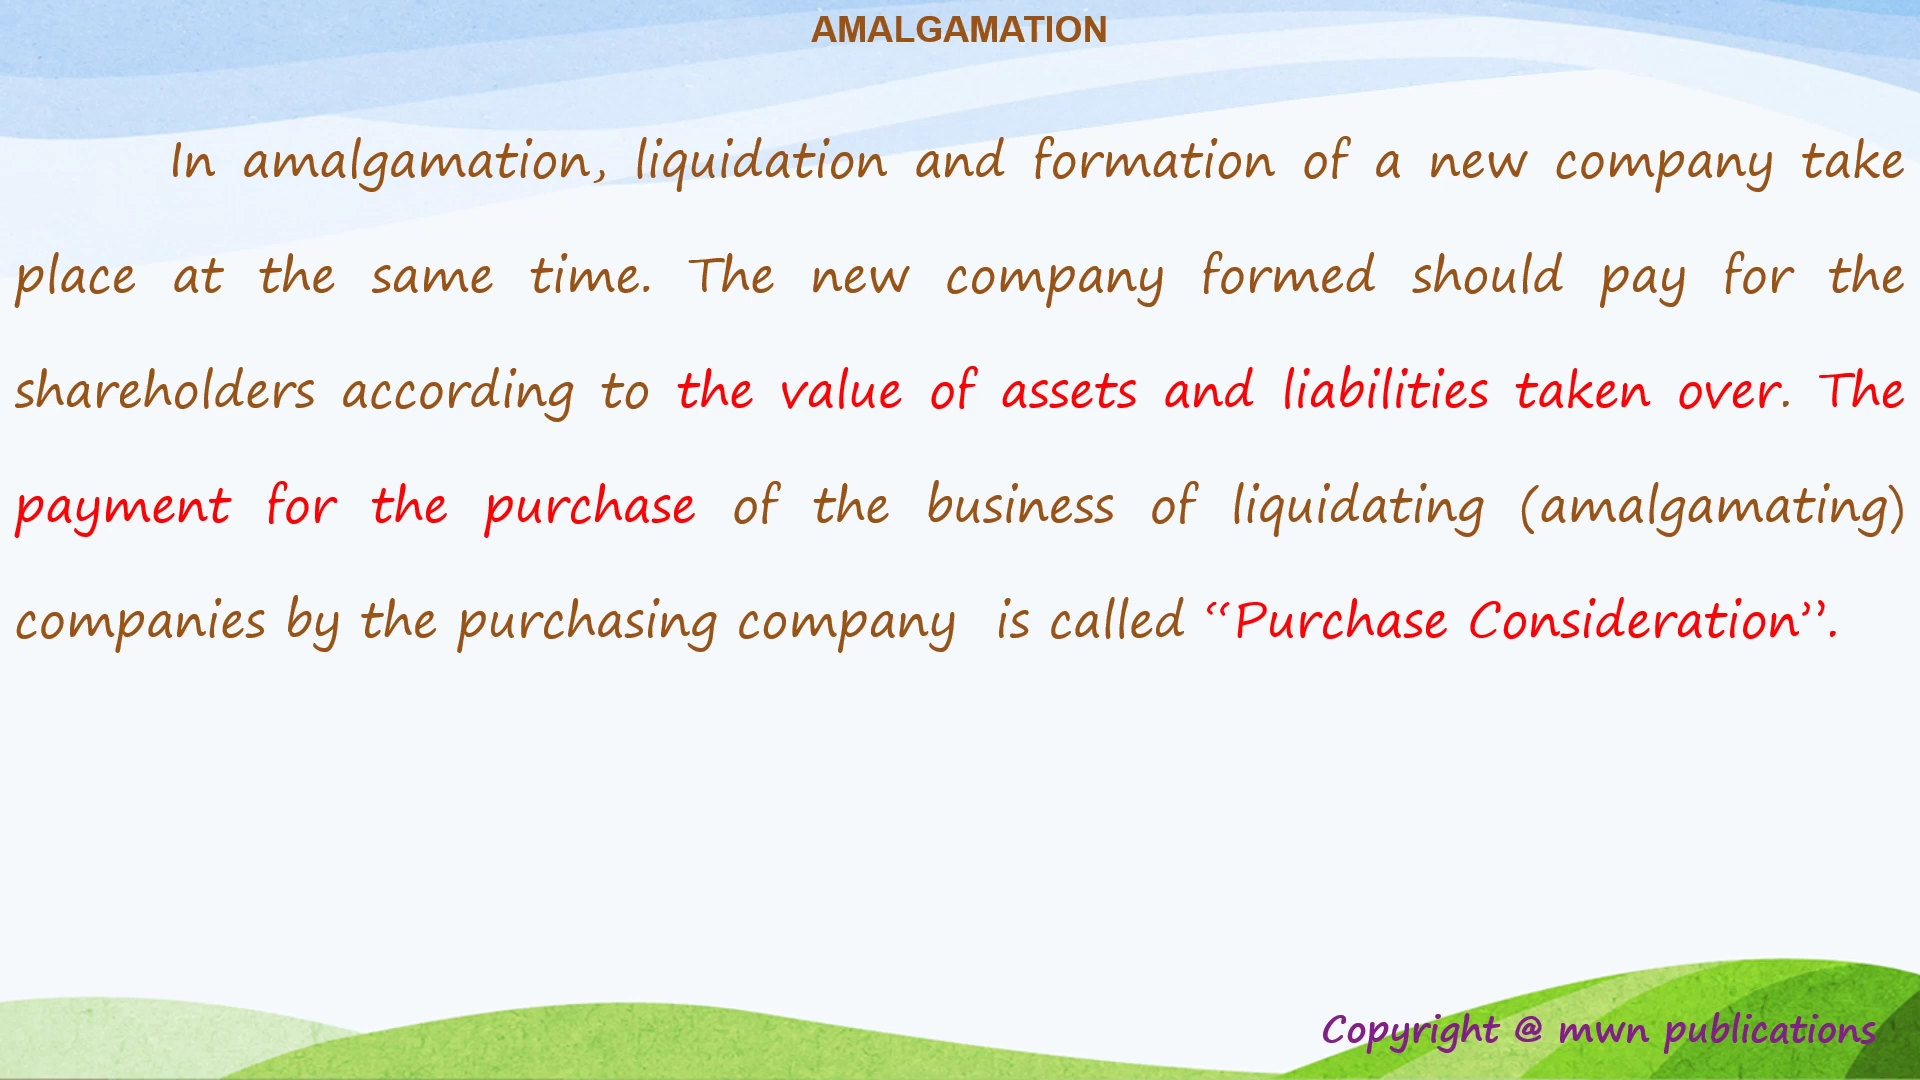 AMALGAMATION
In amalgamation, liquidation and formation of a new company take
place at the same time. The new company formed should pay for the
shareholders according to the value of assets and liabilities taken over. The
payment for the purchase of the business of liquidating (amalgamating)
companies by the purchasing company is called “Purchase Consideration”.
Copyright @ mwn publications